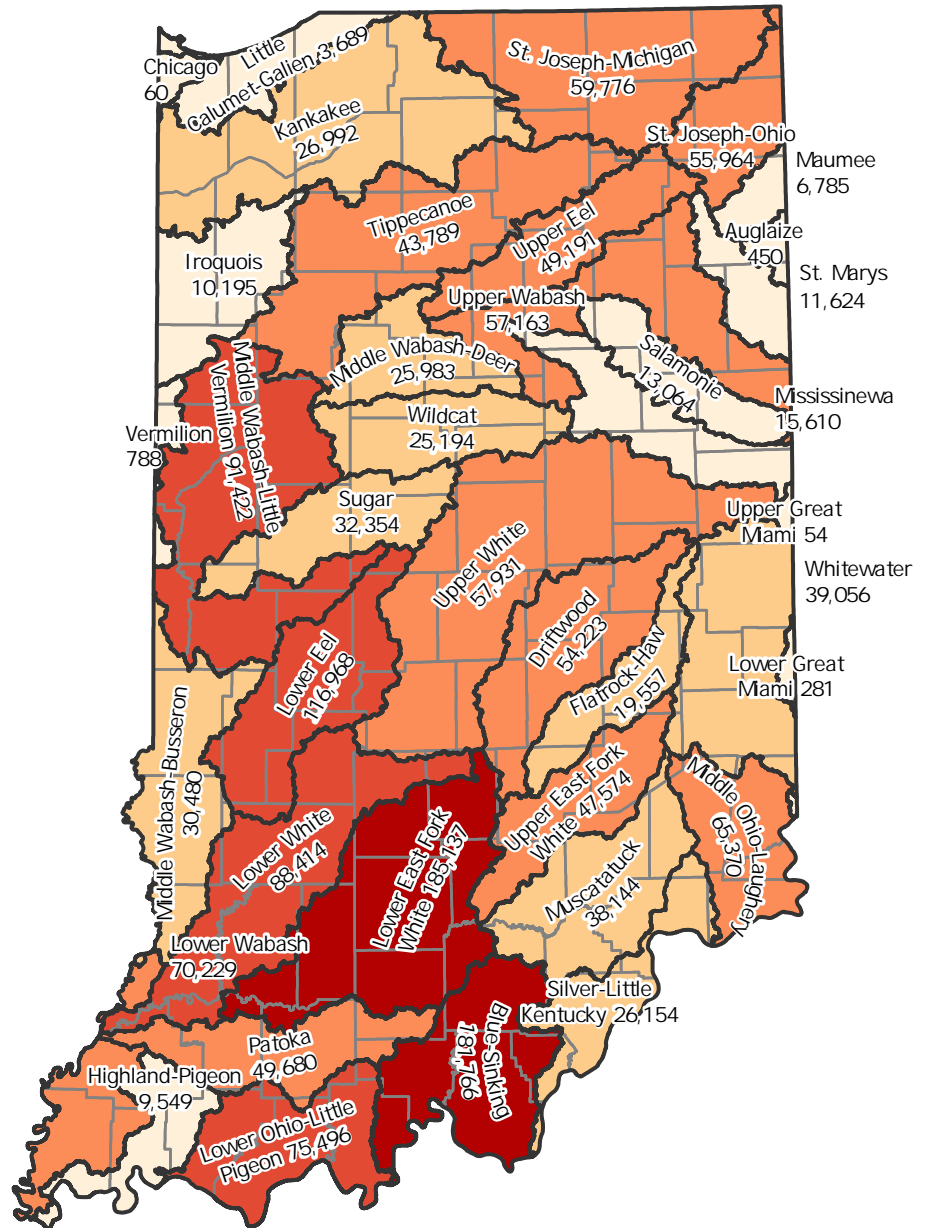 Little
Calumet-Galien 3,689
Chicago
60
St. Joseph-Michigan
59,776
Kankakee
26,992
St. Joseph-Ohio
55,964
Maumee
6,785
Tippecanoe
43,789
Upper Eel
49,191
Auglaize
450
Iroquois
10,195
St. Marys
11,624
Upper Wabash
57,163
Middle Wabash-Deer
25,983
Salamonie
13,064
Middle Wabash-Little
Vermilion 91,422
Mississinewa
15,610
Wildcat
25,194
Vermilion
788
Sugar
32,354
Upper Great
Miami 54
Upper White
57,931
Whitewater
39,056
Driftwood
54,223
Lower Eel
116,968
Flatrock-Haw
19,557
Lower Great
Miami 281
Middle Wabash-Busseron
30,480
Upper East Fork
White 47,574
Middle Ohio-Laughery
65,370
Lower White
88,414
Lower East Fork
White 185,137
Muscatatuck
38,144
Lower Wabash
70,229
Silver-Little
Kentucky 26,154
Blue-Sinking
181,766
Patoka
49,680
Highland-Pigeon
9,549
Lower Ohio-Little
Pigeon 75,496